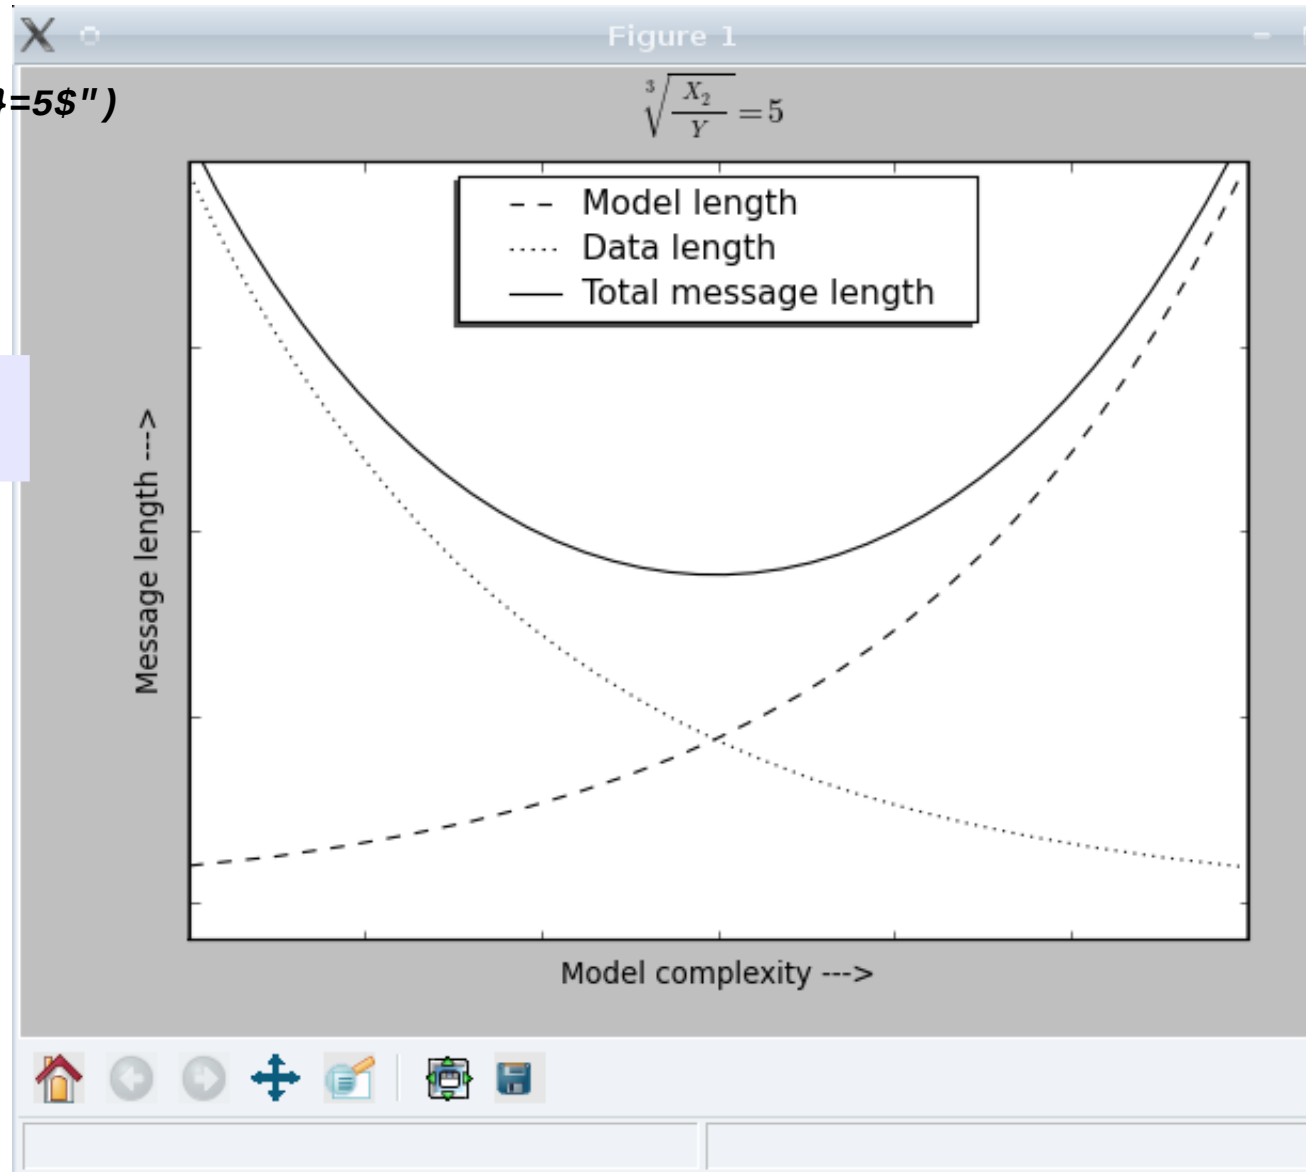 Figure 1
=5$")
∛(X₂/Y) = 5
Model length
Data length
Total message length
Message length --->
Model complexity --->